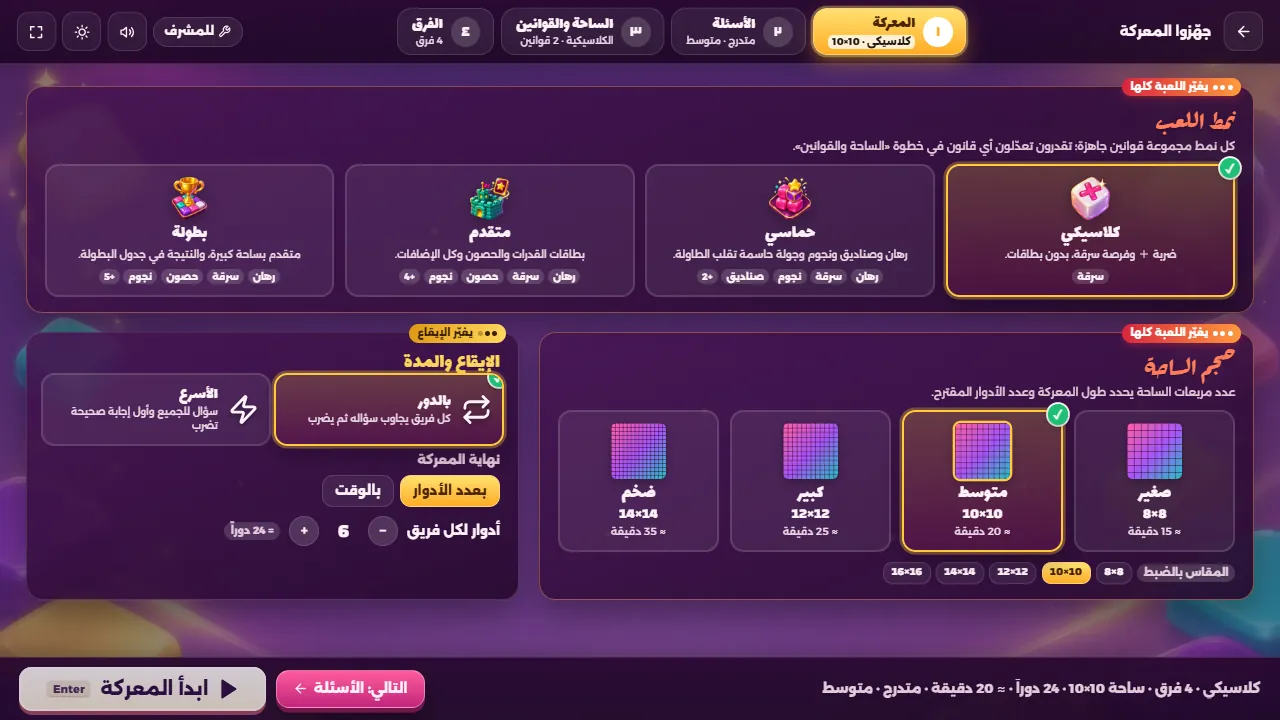 جهّزوا المعركة
١ المعركة
كلاسيكي · 10×10
٢ الأسئلة
متدرج · متوسط
٣ الساحة والقوانين
الكلاسيكية · 2 قوانين
٤ الفرق
4 فرق
للمشرف
يغيّر اللعبة كلها
نمط اللعب
كل نمط مجموعة قوانين جاهزة؛ تقدرون تعدّلون أي قانون في خطوة «الساحة والقوانين».
كلاسيكي
ضربة + وفرصة سرقة، بدون بطاقات.
سرقة
حماسي
رهان وصناديق ونجوم وجولة حاسمة تقلب الطاولة.
رهان سرقة نجوم صناديق +2
متقدم
بطاقات القدرات والحصون وكل الإضافات.
رهان سرقة حصون نجوم +4
بطولة
متقدم بساحة كبيرة، والنتيجة في جدول البطولة.
رهان سرقة حصون نجوم +5
يغيّر اللعبة كلها
حجم الساحة
عدد مربعات الساحة يحدد طول المعركة وعدد الأدوار المقترح.
صغير
8×8
≈ 15 دقيقة
متوسط
10×10
≈ 20 دقيقة
كبير
12×12
≈ 25 دقيقة
ضخم
14×14
≈ 35 دقيقة
المقاس بالضبط 8×8 10×10 12×12 14×14 16×16
يغيّر الإيقاع
الإيقاع والمدة
بالدور
كل فريق يجاوب سؤاله ثم يضرب
الأسرع
سؤال للجميع وأول إجابة صحيحة
تضرب
نهاية المعركة
بعدد الأدوار بالوقت
أدوار لكل فريق − 6 + = 24 دوراً
كلاسيكي · 4 فرق · ساحة 10×10 · 24 دوراً · ≈ 20 دقيقة · متدرج · متوسط
التالي: الأسئلة ←
ابدأ المعركة Enter